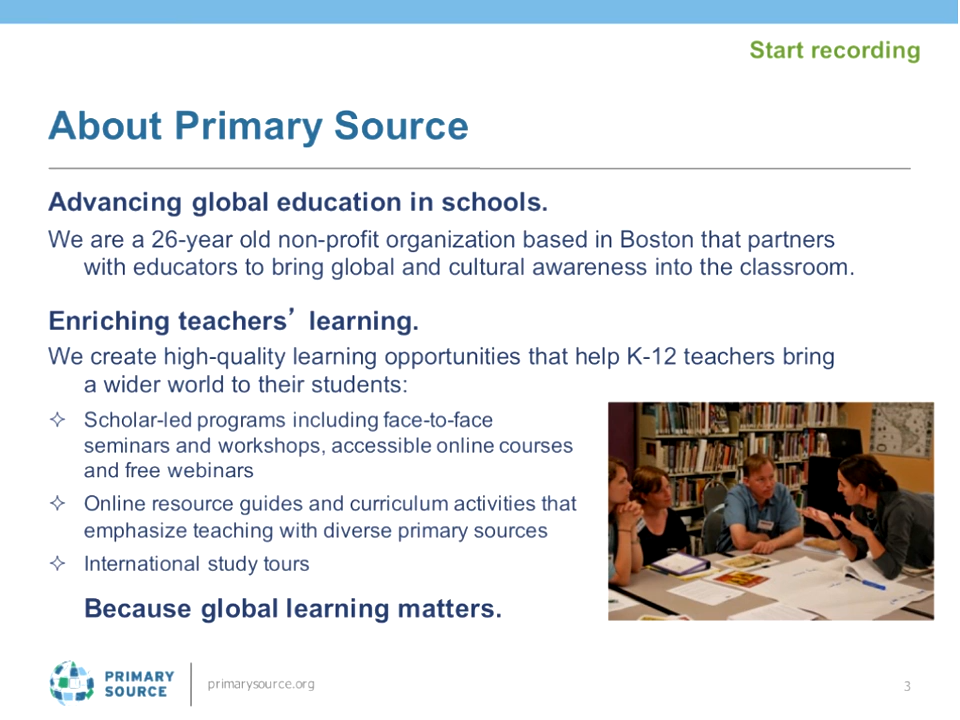 Start recording
About Primary Source
Advancing global education in schools.
We are a 26-year old non-profit organization based in Boston that partners
with educators to bring global and cultural awareness into the classroom.
Enriching teachers’ learning.
We create high-quality learning opportunities that help K-12 teachers bring
a wider world to their students:
✧ Scholar-led programs including face-to-face
seminars and workshops, accessible online courses
and free webinars
✧ Online resource guides and curriculum activities that
emphasize teaching with diverse primary sources
✧ International study tours
Because global learning matters.
PRIMARY
SOURCE
primarysource.org
3